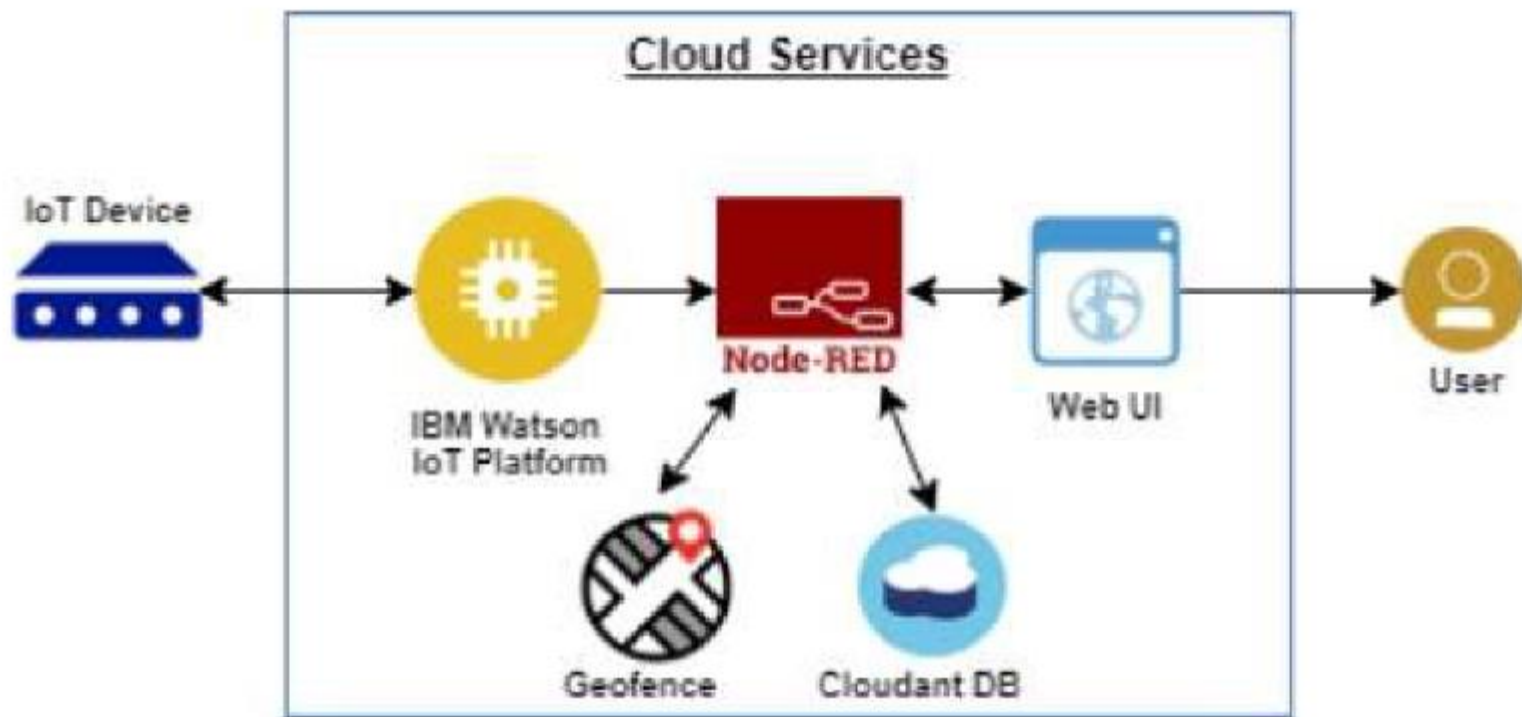 Cloud Services
IoT Device
Node-RED
IBM Watson
IoT Platform
Web UI
User
Geofence
Cloudant DB